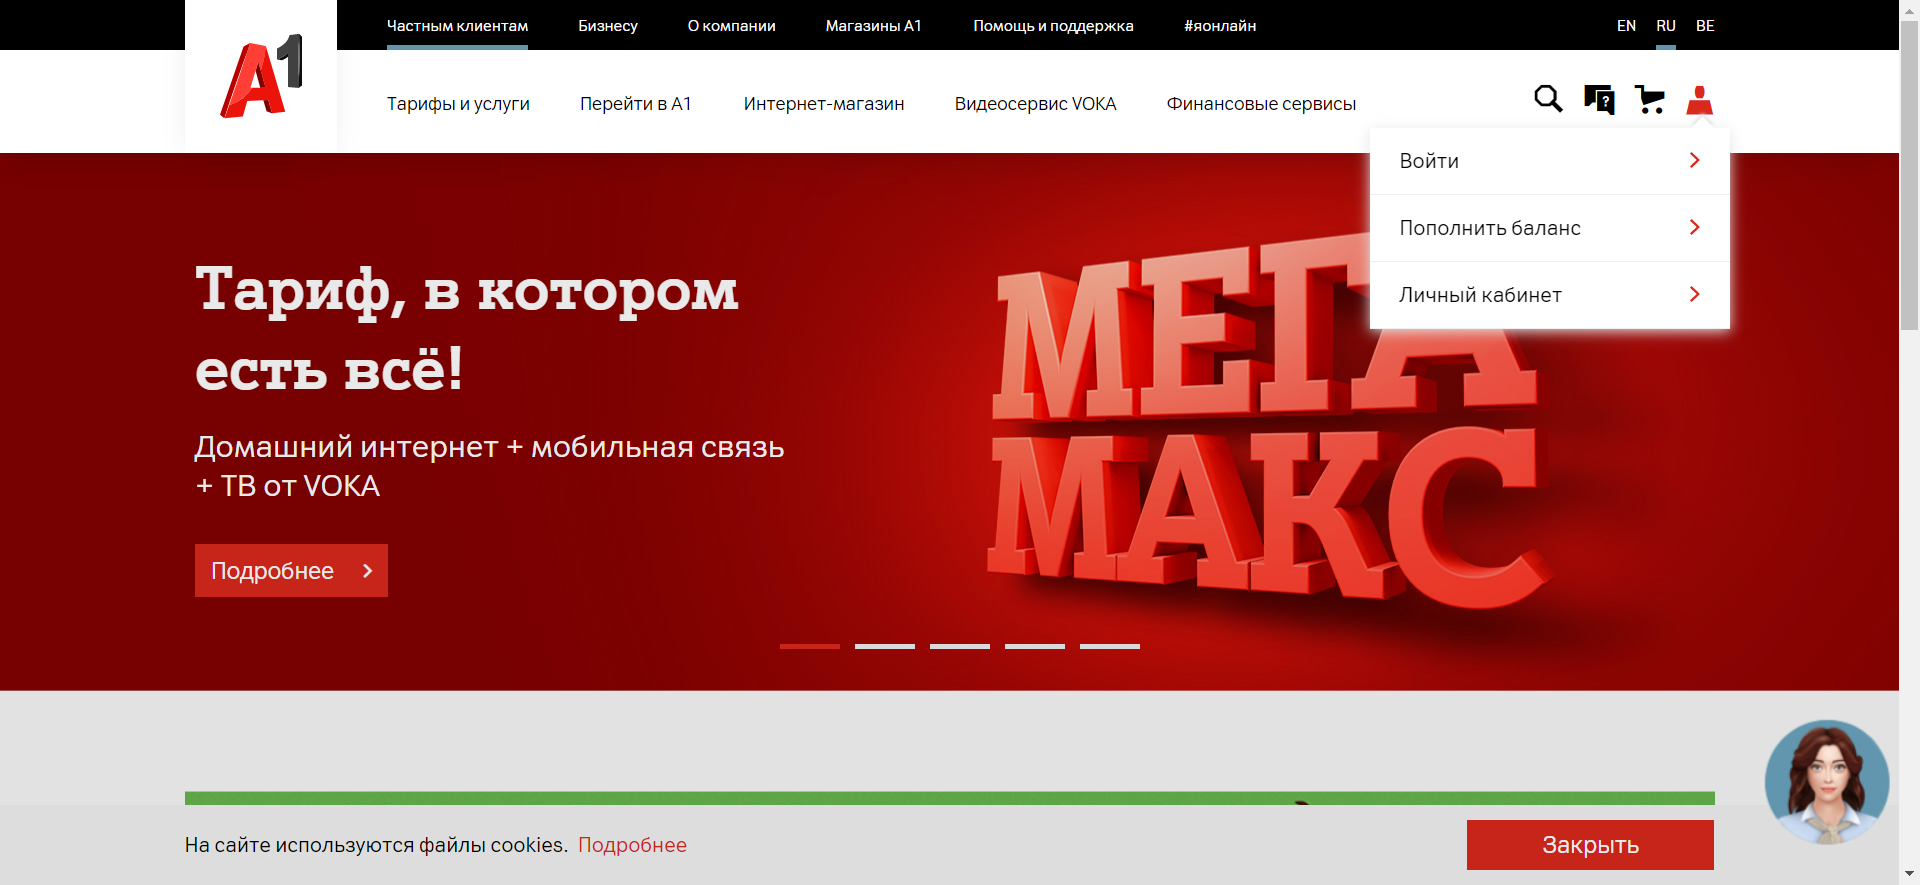 Частным клиентам
Бизнесу
О компании
Магазины А1
Помощь и поддержка
#яонлайн
EN
RU
BE
A1
Тарифы и услуги
Перейти в А1
Интернет-магазин
Видеосервис VOKA
Финансовые сервисы
?
Войти
Пополнить баланс
Личный кабинет
Тариф, в котором
есть всё!
Домашний интернет + мобильная связь
+ ТВ от VOKA
Подробнее
МЕГА
МАКС
На сайте используются файлы cookies. Подробнее
Закрыть